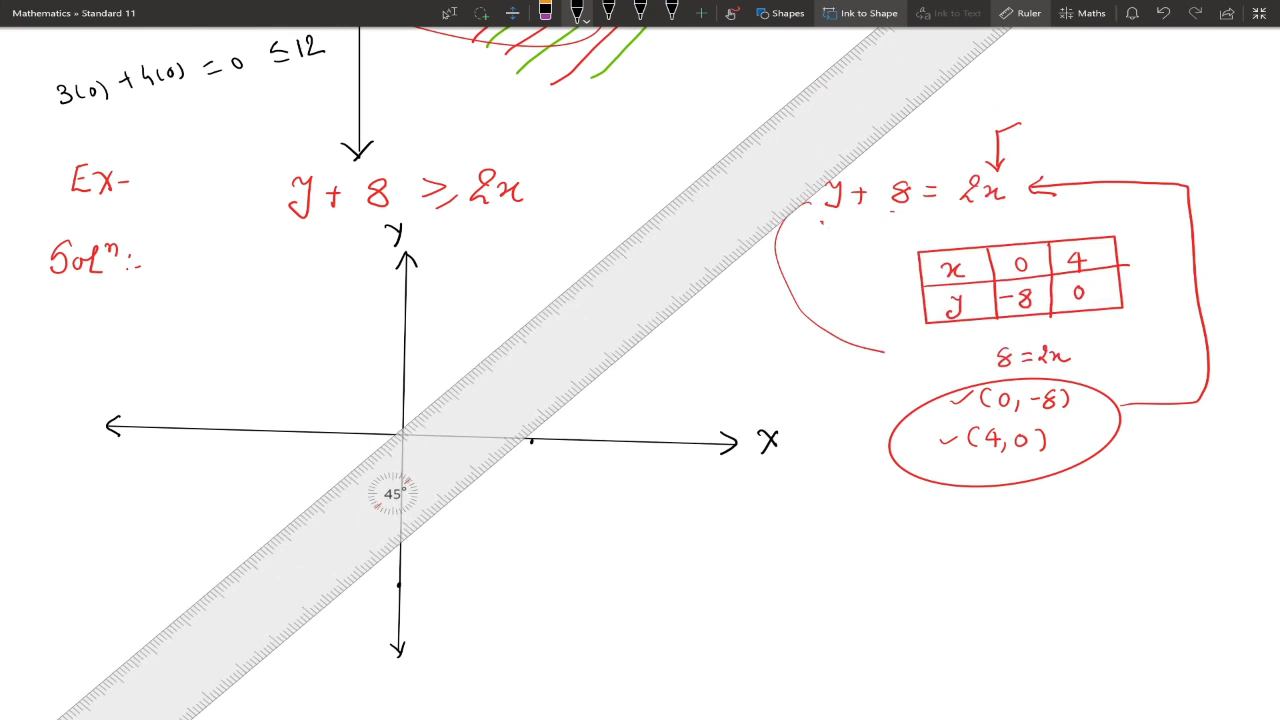 Mathematics » Standard 11
Shapes
Ink to Shape
Ink to Text
Ruler
Maths
3(0) + 4(0) = 0 ≤ 12
Ex-
y + 8 ≥ 2x
y + 8 = 2x
Solⁿ :-
Y
x 0 4
y -8 0
8 = 2x
(0, -8)
(4, 0)
X
45°